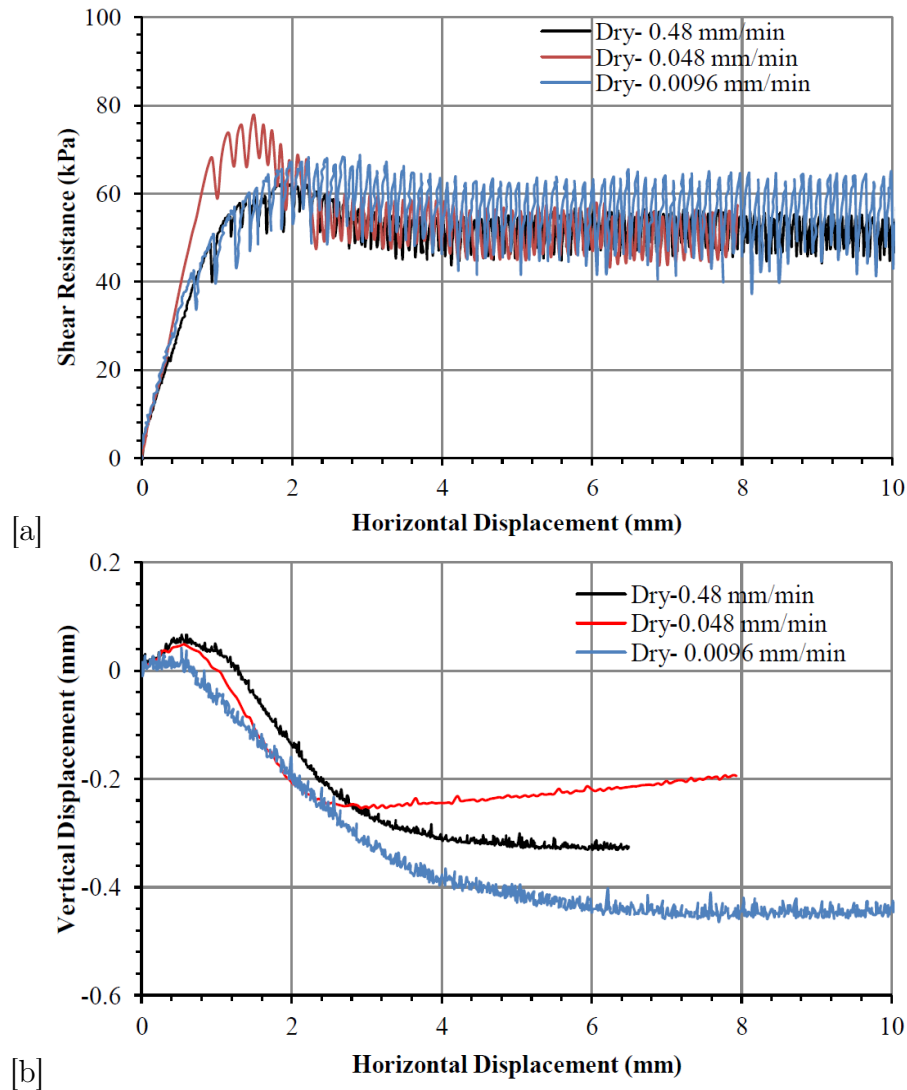 100
80
60
40
20
0
Shear Resistance (kPa)
Dry- 0.48 mm/min
Dry- 0.048 mm/min
Dry- 0.0096 mm/min
0 2 4 6 8 10
Horizontal Displacement (mm)
[a]
0.2
0
-0.2
-0.4
-0.6
Vertical Displacement (mm)
Dry-0.48 mm/min
Dry-0.048 mm/min
Dry- 0.0096 mm/min
0 2 4 6 8 10
Horizontal Displacement (mm)
[b]